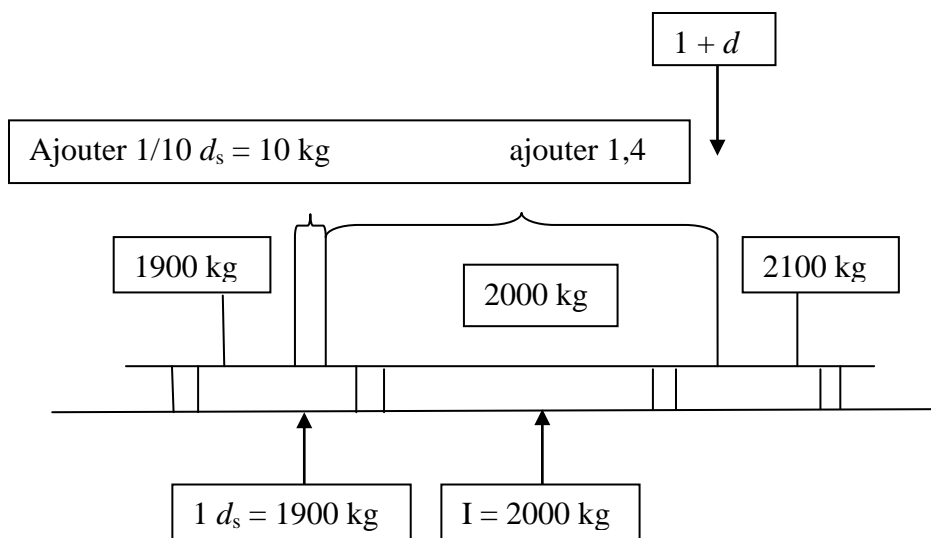 1 + d
Ajouter 1/10 ds = 10 kg ajouter 1,4
1900 kg
2000 kg
2100 kg
1 ds = 1900 kg
I = 2000 kg